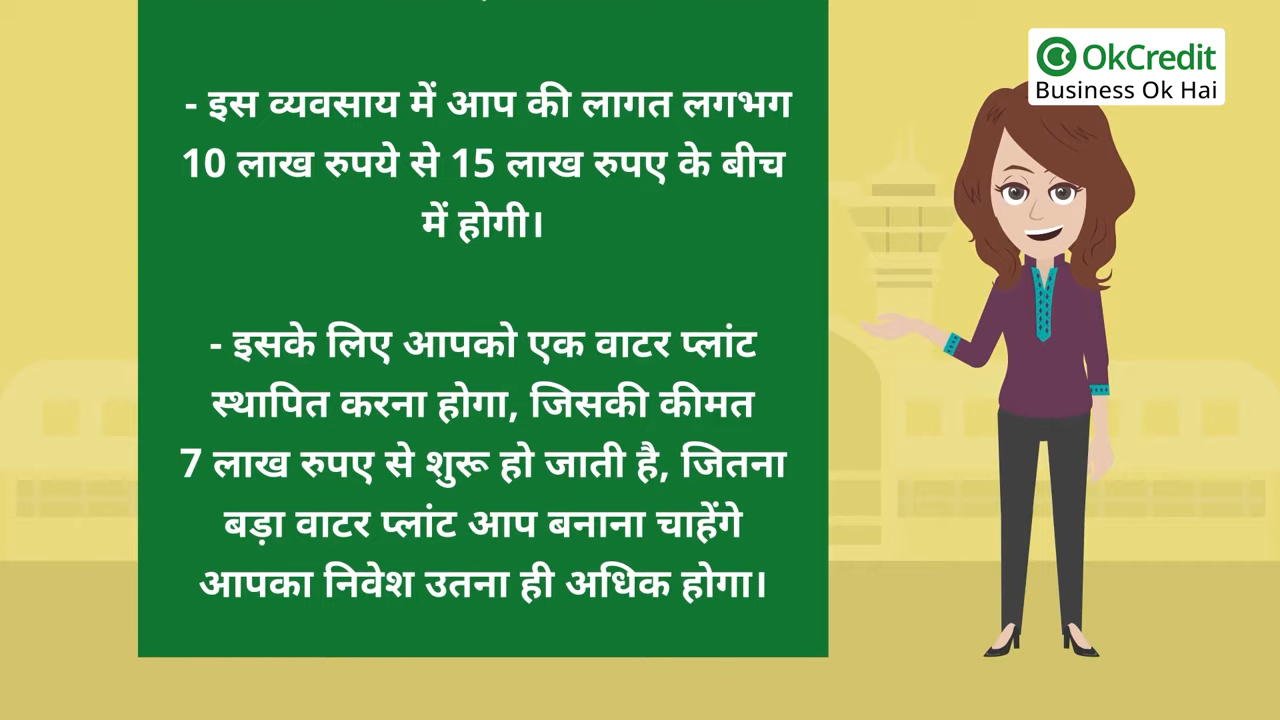 OkCredit
Business Ok Hai
- इस व्यवसाय में आप की लागत लगभग
10 लाख रुपये से 15 लाख रुपए के बीच
में होगी।
- इसके लिए आपको एक वाटर प्लांट
स्थापित करना होगा, जिसकी कीमत
7 लाख रुपए से शुरू हो जाती है, जितना
बड़ा वाटर प्लांट आप बनाना चाहेंगे
आपका निवेश उतना ही अधिक होगा।